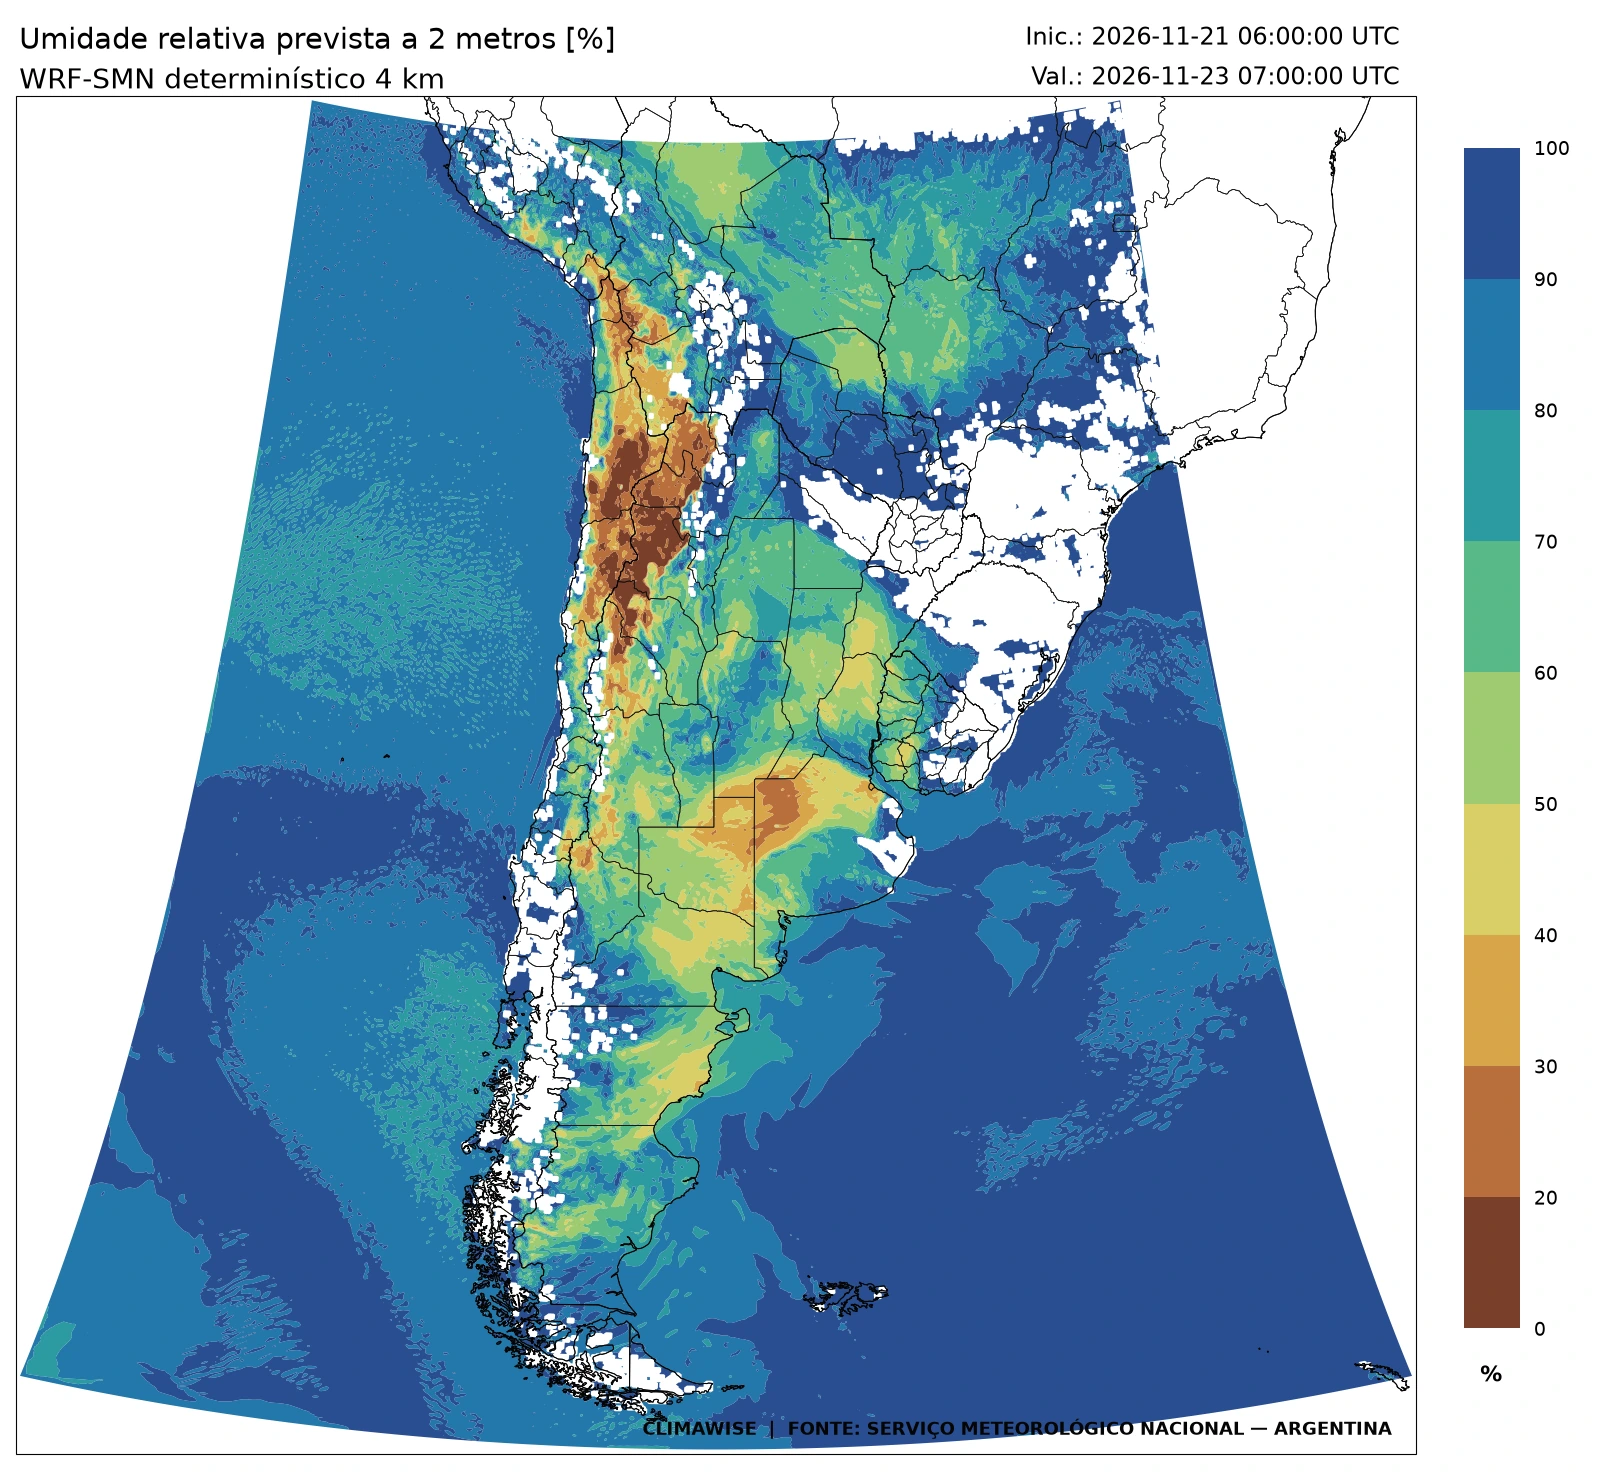 Umidade relativa prevista a 2 metros [%]
WRF-SMN determinístico 4 km
Inic.: 2026-11-21 06:00:00 UTC
Val.: 2026-11-23 07:00:00 UTC
100
90
80
70
60
50
40
30
20
0
%
CLIMAWISE | FONTE: SERVIÇO METEOROLÓGICO NACIONAL — ARGENTINA